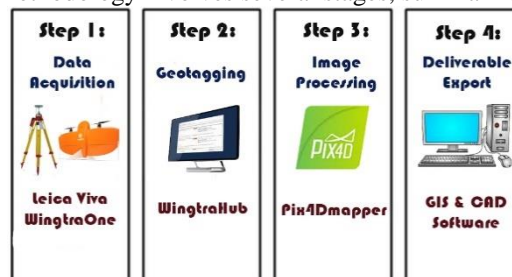 Step 1:
Data
Acquisition
Leica Viva
WingtraOne
Step 2:
Geotagging
WingtraHub
Step 3:
Image
Processing
PIX4D
Pix4Dmapper
Step 4:
Deliverable
Export
GIS & CAD
Software